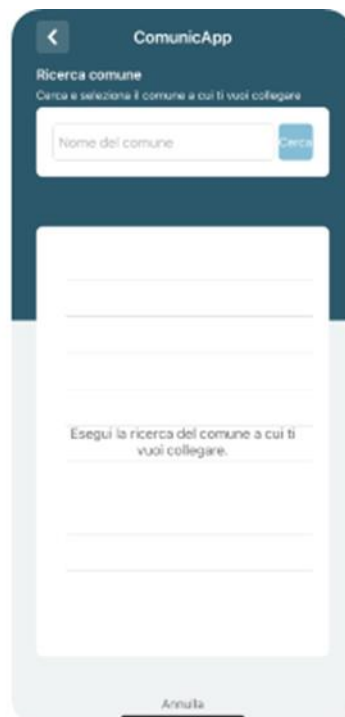 ComunicApp
Ricerca comune
Cerca e seleziona il comune a cui ti vuoi collegare
Nome del comune
Cerca
Esegui la ricerca del comune a cui ti
vuoi collegare.
Annulla